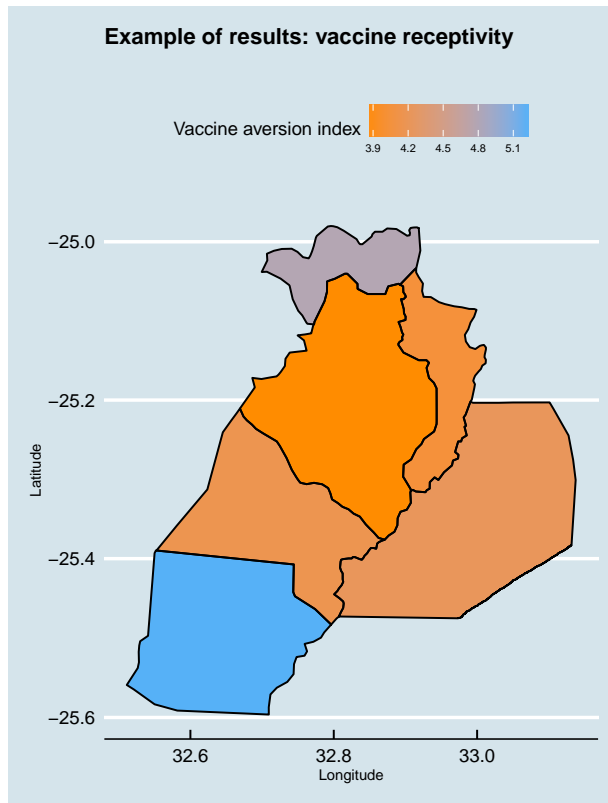 Example of results: vaccine receptivity
Vaccine aversion index
3.9 4.2 4.5 4.8 5.1
−25.0
−25.2
−25.4
−25.6
Latitude
32.6 32.8 33.0
Longitude